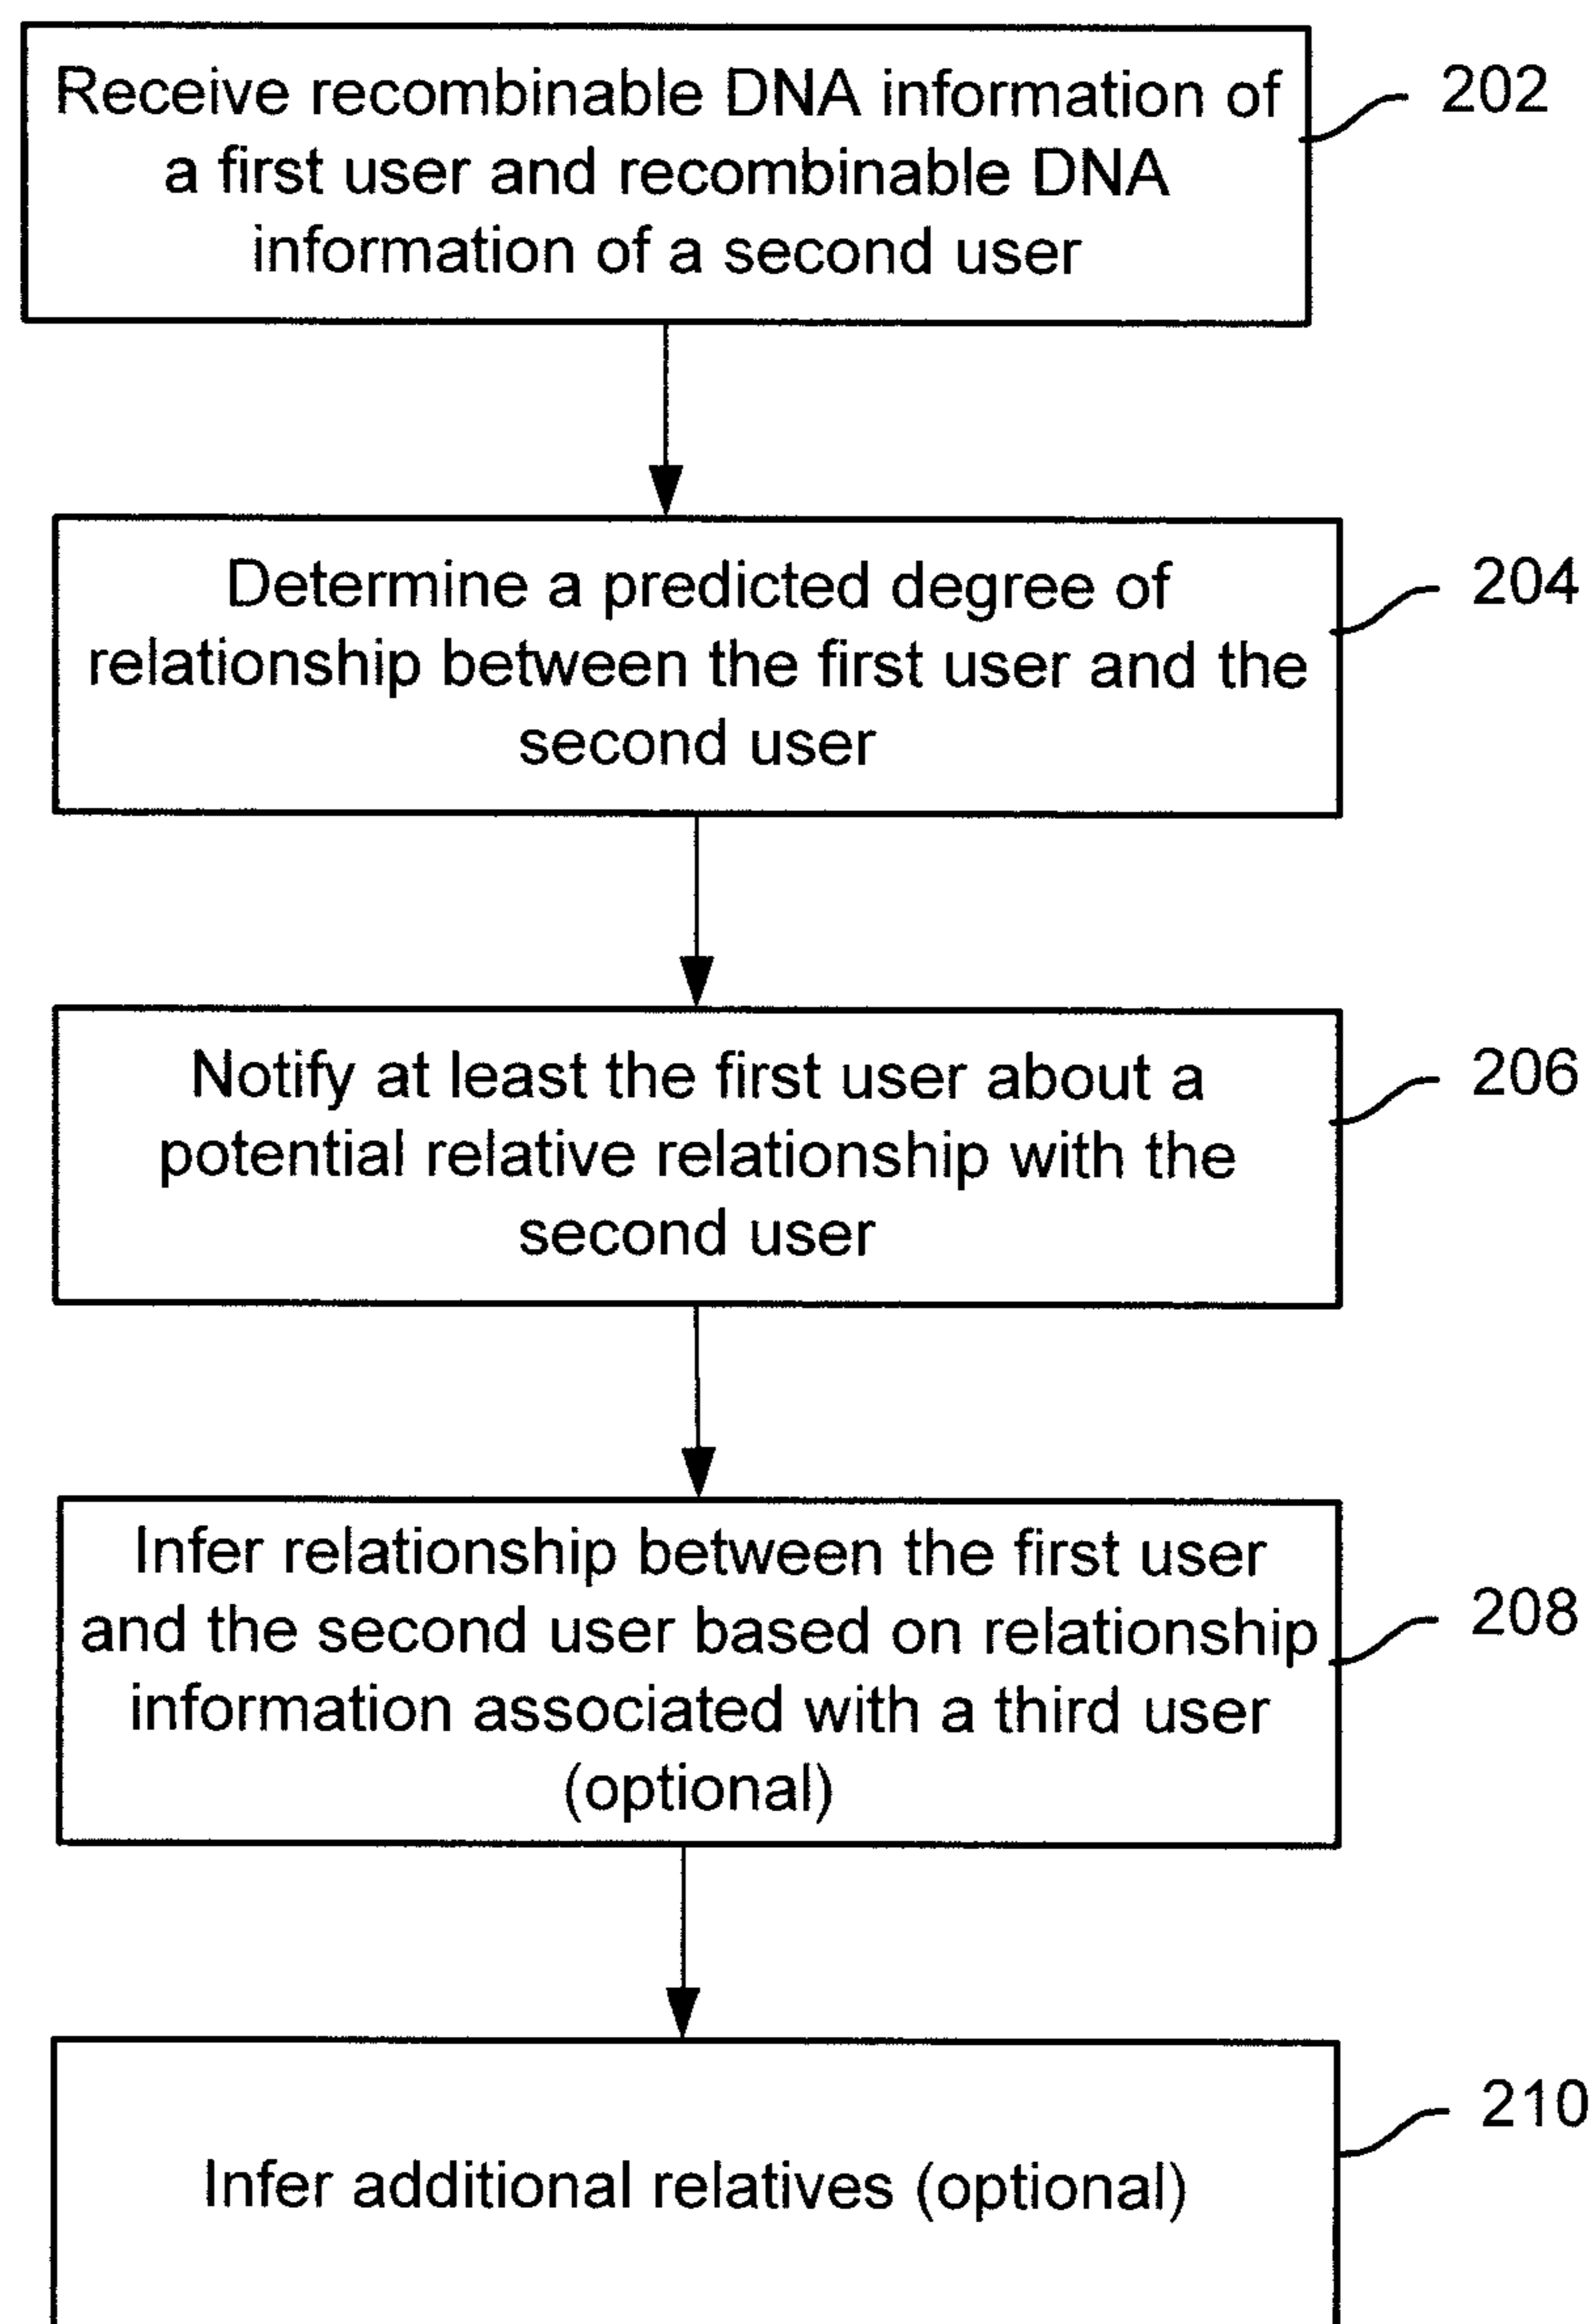 Receive recombinable DNA information of
a first user and recombinable DNA
information of a second user
202
Determine a predicted degree of
relationship between the first user and the
second user
204
Notify at least the first user about a
potential relative relationship with the
second user
206
Infer relationship between the first user
and the second user based on relationship
information associated with a third user
(optional)
208
Infer additional relatives (optional)
210